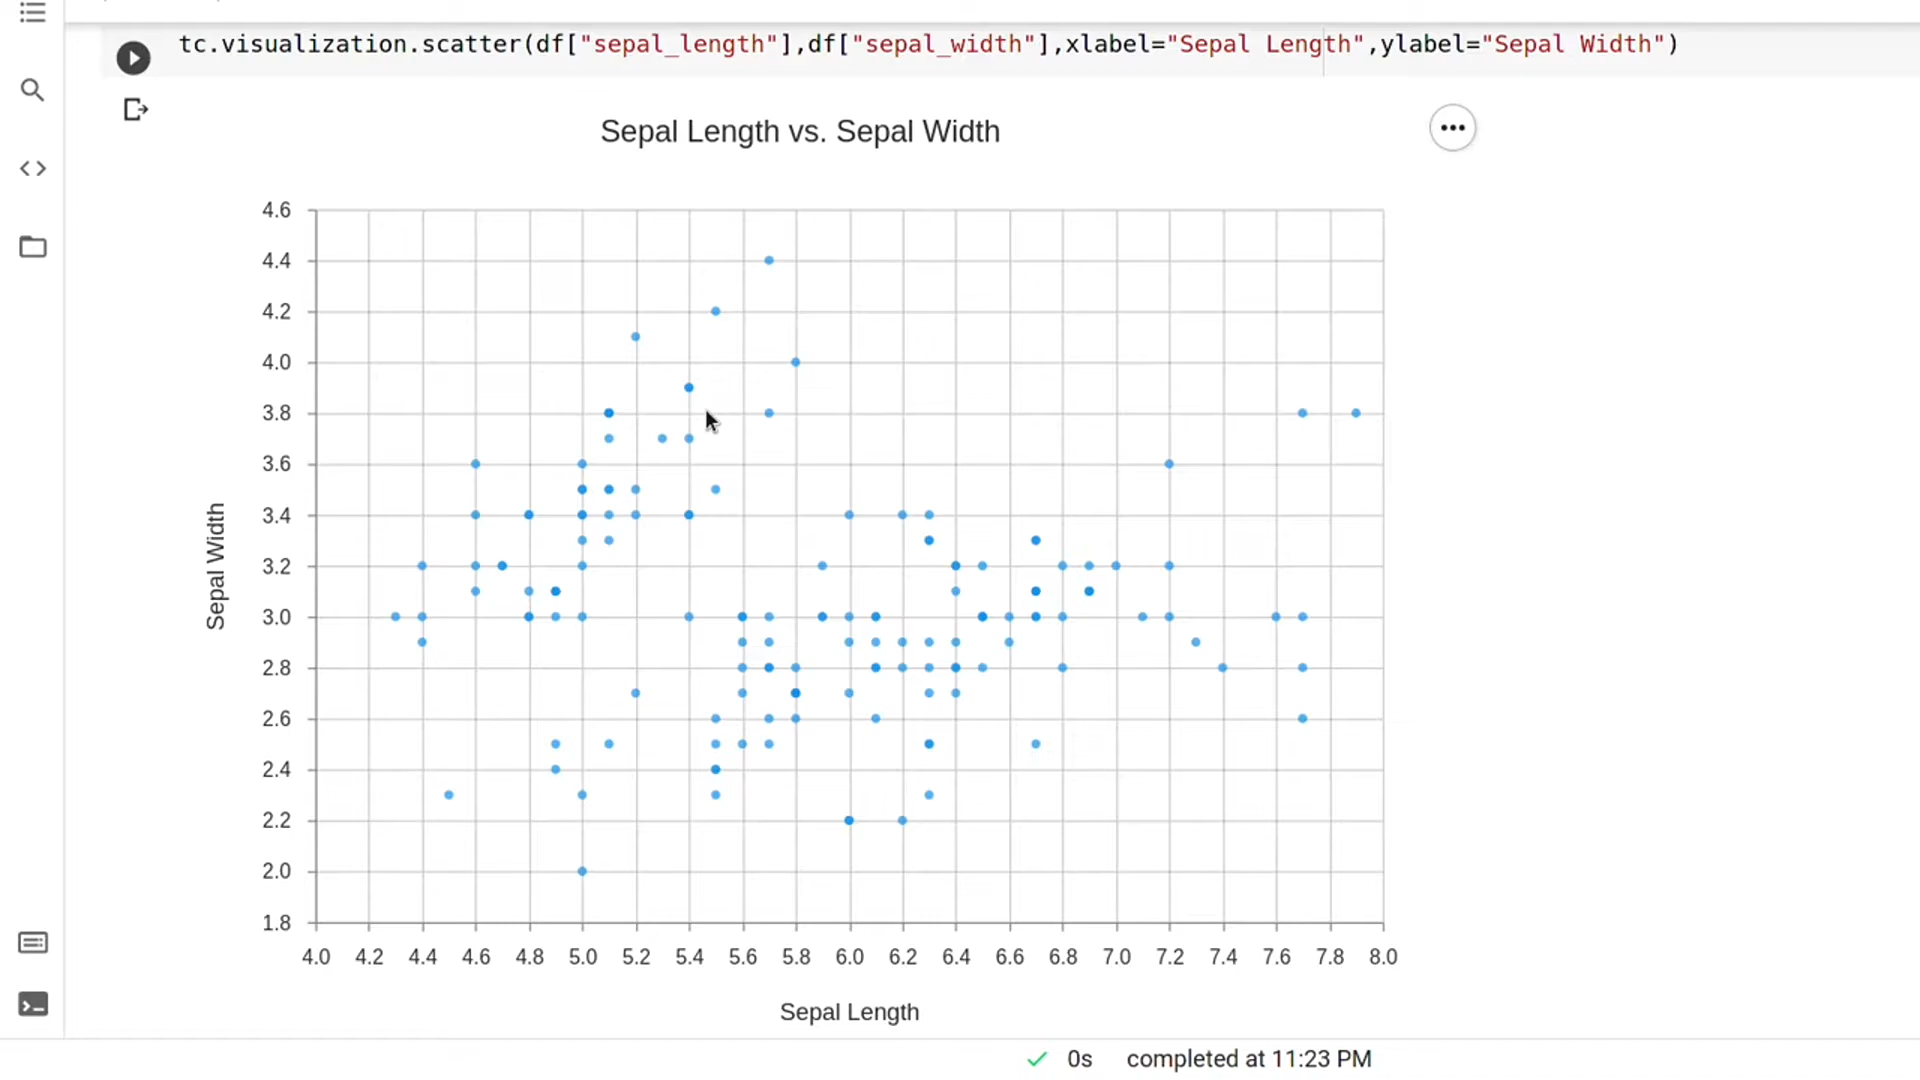 tc.visualization.scatter(df["sepal_length"],df["sepal_width"],xlabel="Sepal Length",ylabel="Sepal Width")
Sepal Length vs. Sepal Width
4.6
4.4
4.2
4.0
3.8
3.6
3.4
3.2
3.0
2.8
2.6
2.4
2.2
2.0
1.8
Sepal Width
4.0 4.2 4.4 4.6 4.8 5.0 5.2 5.4 5.6 5.8 6.0 6.2 6.4 6.6 6.8 7.0 7.2 7.4 7.6 7.8 8.0
Sepal Length
0s completed at 11:23 PM